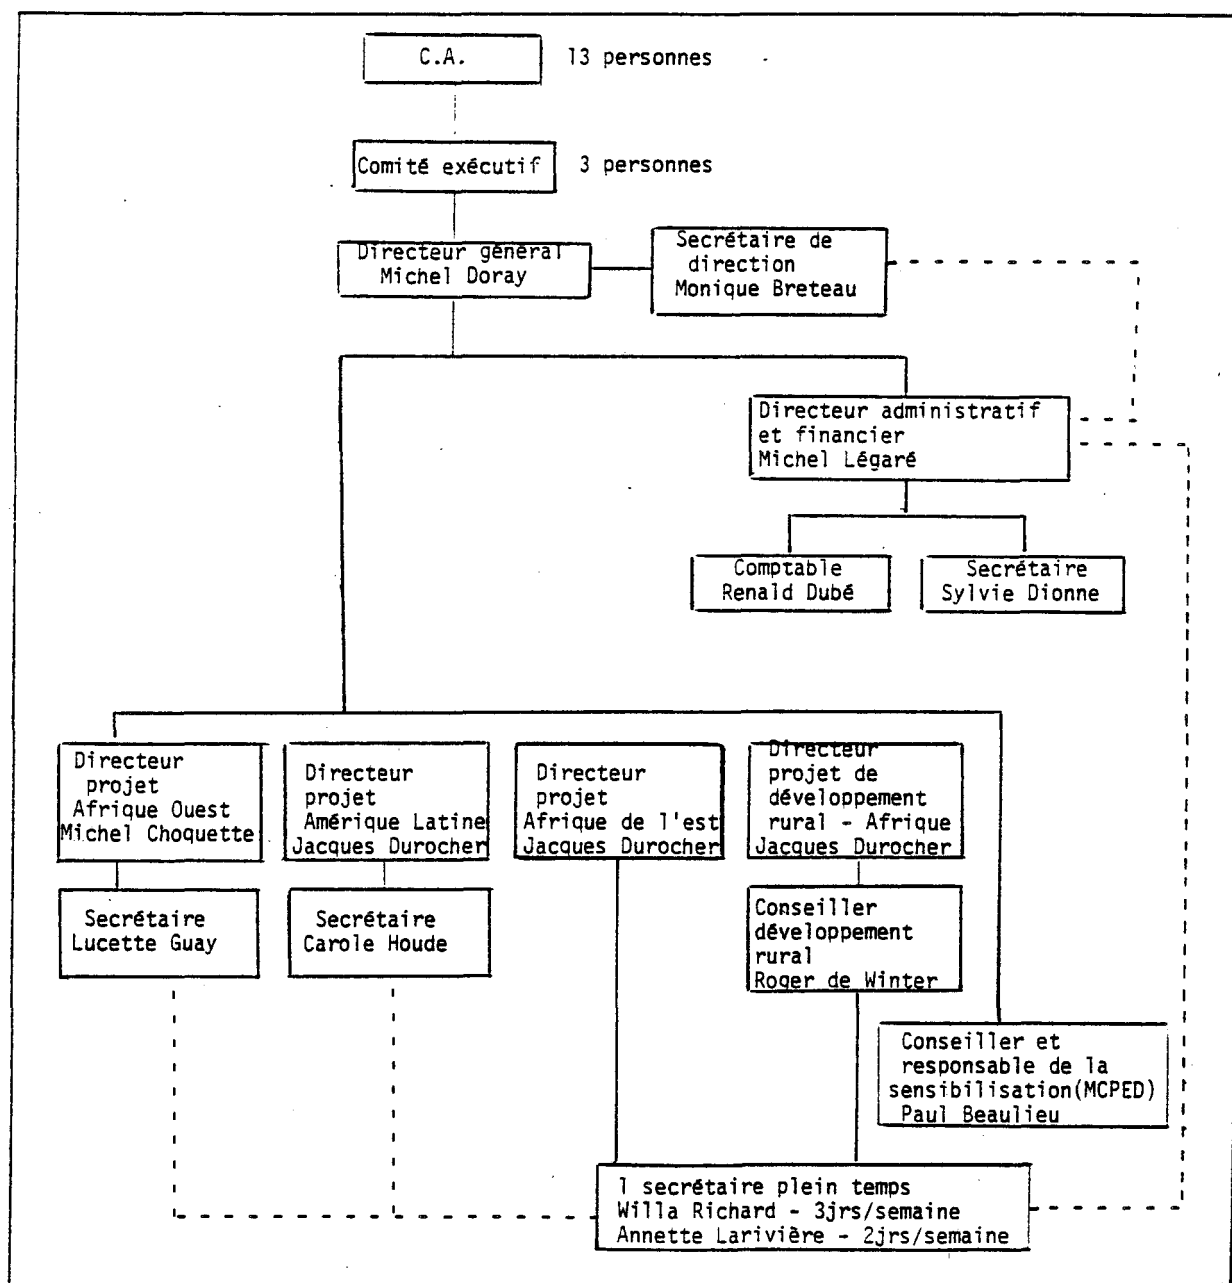 C.A.
13 personnes
Comité exécutif
3 personnes
Directeur général
Michel Doray
Secrétaire de
direction
Monique Breteau
Directeur administratif
et financier
Michel Légaré
Comptable
Renald Dubé
Secrétaire
Sylvie Dionne
Directeur
projet
Afrique Ouest
Michel Choquette
Directeur
projet
Amérique Latine
Jacques Durocher
Directeur
projet
Afrique de l'est
Jacques Durocher
Directeur
projet de
développement
rural - Afrique
Jacques Durocher
Secrétaire
Lucette Guay
Secrétaire
Carole Houde
Conseiller
développement
rural
Roger de Winter
Conseiller et
responsable de la
sensibilisation(MCPED)
Paul Beaulieu
1 secrétaire plein temps
Willa Richard - 3jrs/semaine
Annette Larivière - 2jrs/semaine